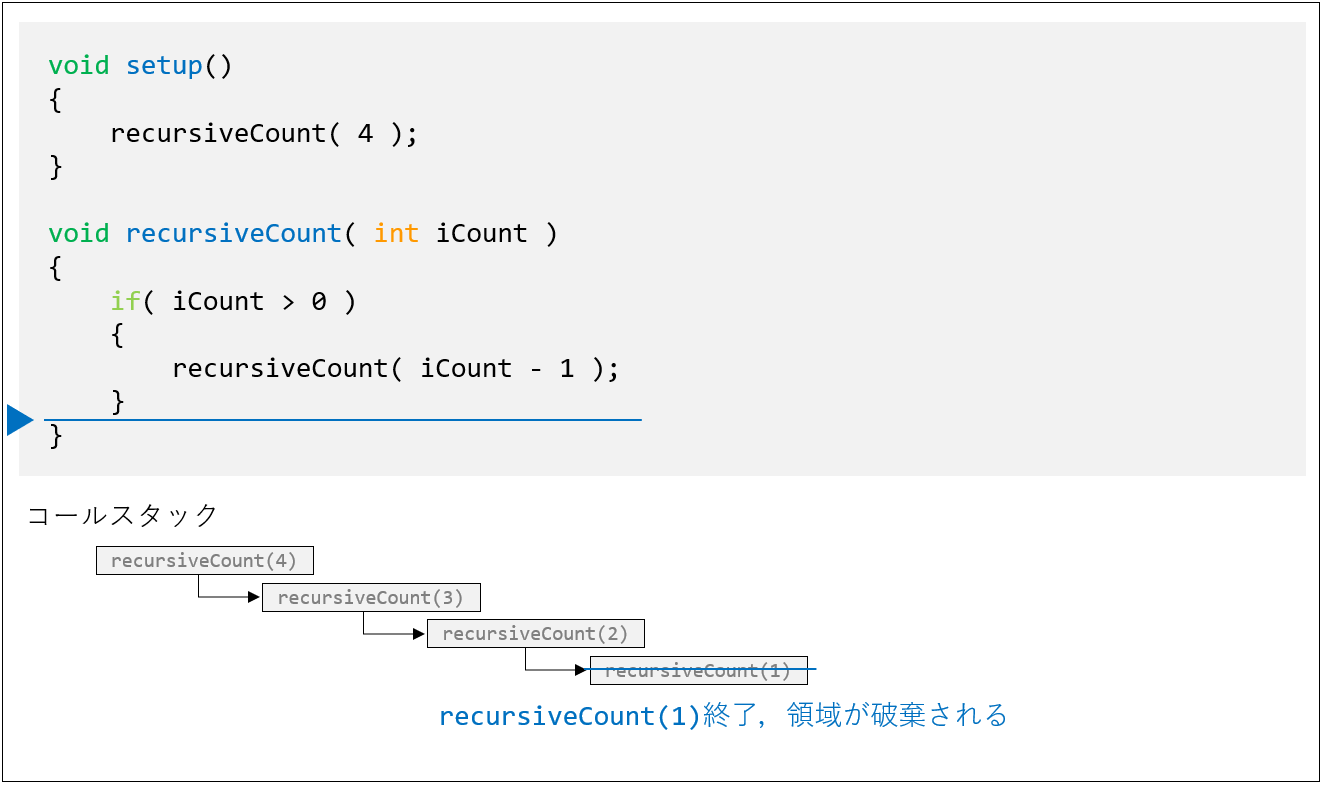 void setup()
{
    recursiveCount( 4 );
}

void recursiveCount( int iCount )
{
    if( iCount > 0 )
    {
        recursiveCount( iCount - 1 );
    }
}
コールスタック
recursiveCount(4)
recursiveCount(3)
recursiveCount(2)
recursiveCount(1)
recursiveCount(1)終了，領域が破棄される